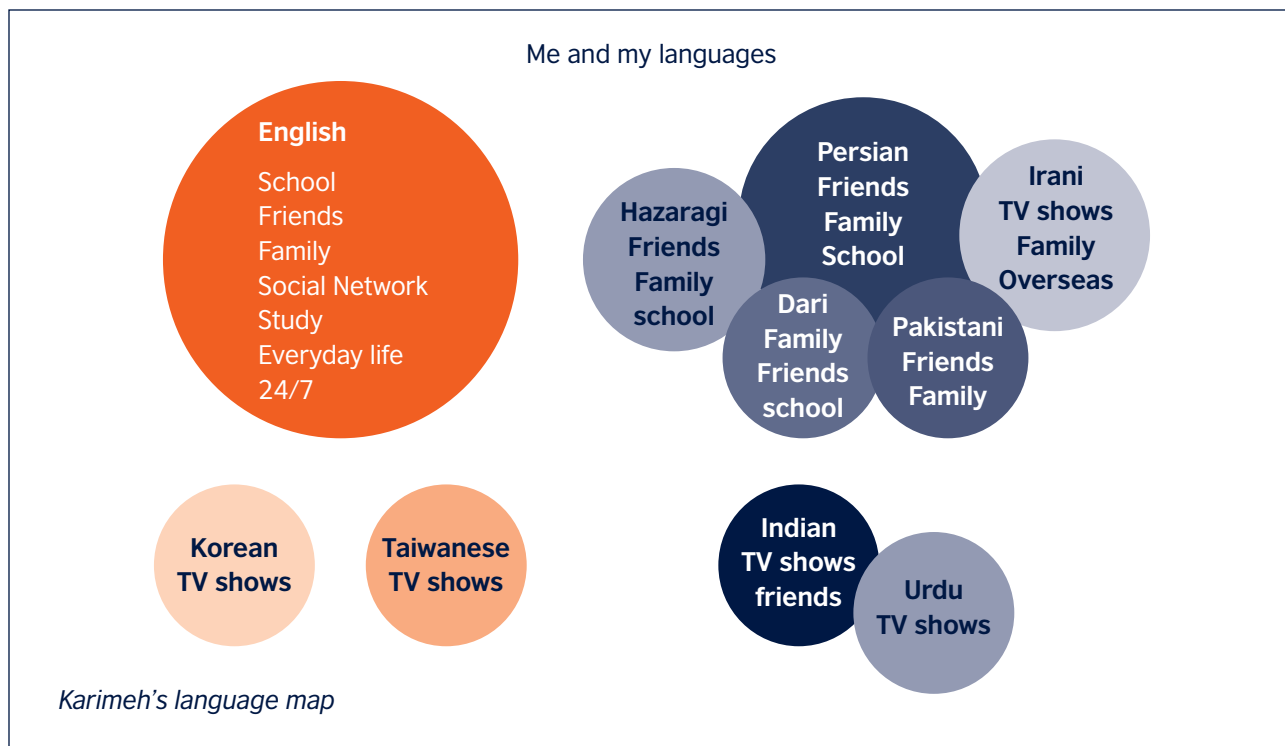 Me and my languages
English
School
Friends
Family
Social Network
Study
Everyday life
24/7
Hazaragi
Friends
Family
school
Persian
Friends
Family
School
Irani
TV shows
Family
Overseas
Dari
Family
Friends
school
Pakistani
Friends
Family
Korean
TV shows
Taiwanese
TV shows
Indian
TV shows
friends
Urdu
TV shows
Karimeh's language map